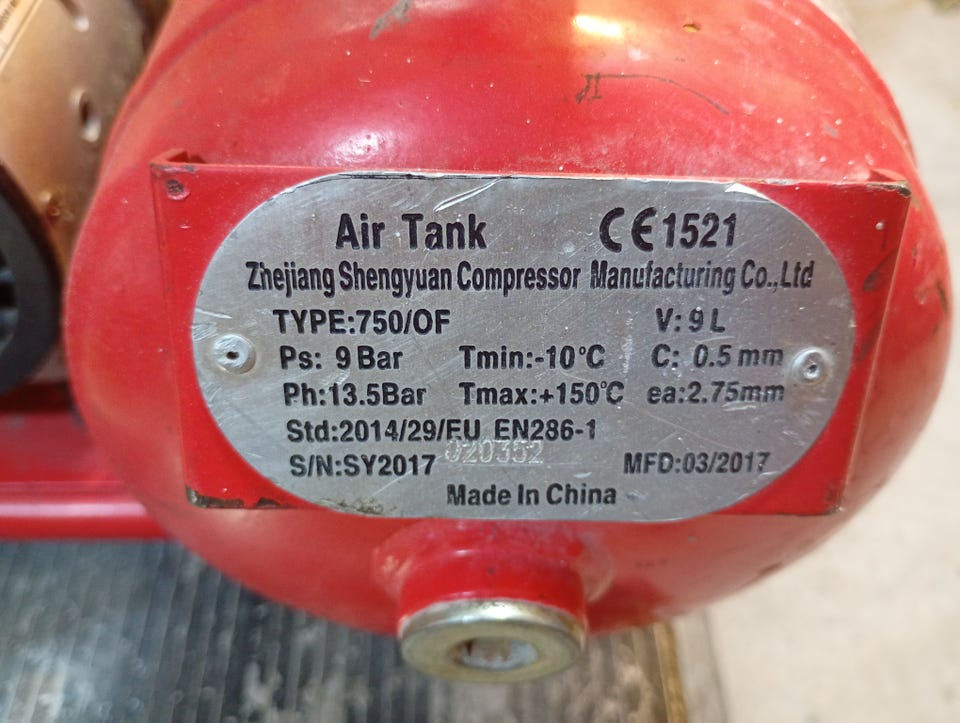 Air Tank CE1521
Zhejiang Shengyuan Compressor Manufacturing Co.,Ltd
TYPE:750/OF V: 9 L
Ps: 9 Bar Tmin:-10°C C: 0.5 mm
Ph:13.5Bar Tmax:+150°C ea:2.75mm
Std:2014/29/EU EN286-1
S/N:SY2017 020352 MFD:03/2017
Made In China